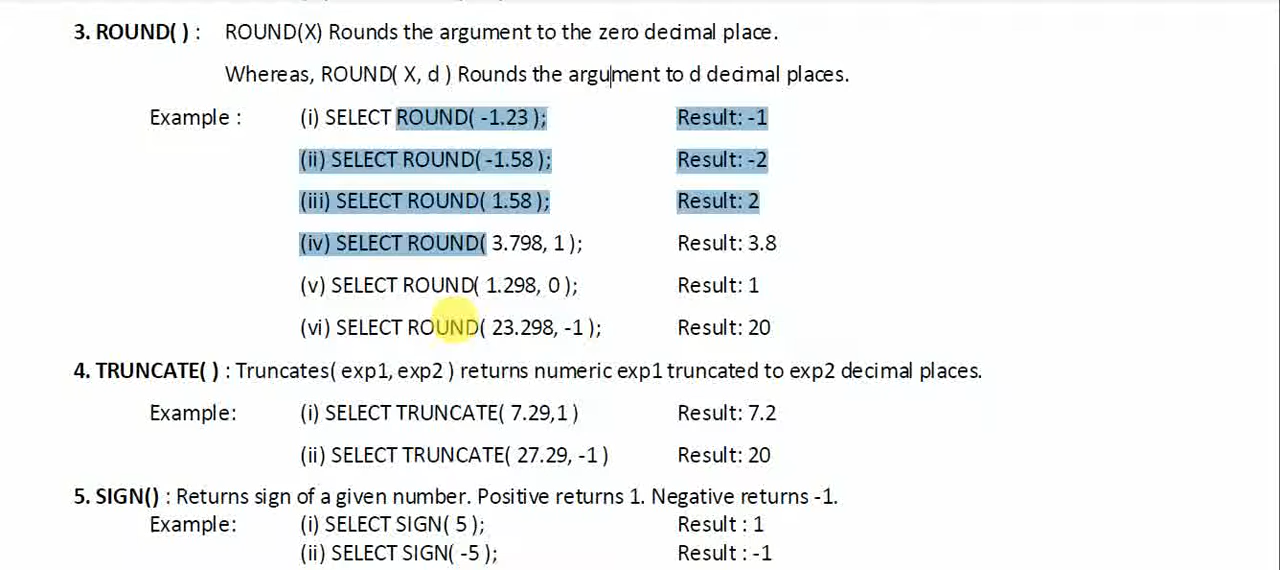 3. ROUND( ) : ROUND(X) Rounds the argument to the zero decimal place.
Whereas, ROUND( X, d ) Rounds the argument to d decimal places.
Example : (i) SELECT ROUND( -1.23 ); Result: -1
(ii) SELECT ROUND( -1.58 ); Result: -2
(iii) SELECT ROUND( 1.58 ); Result: 2
(iv) SELECT ROUND( 3.798, 1 ); Result: 3.8
(v) SELECT ROUND( 1.298, 0 ); Result: 1
(vi) SELECT ROUND( 23.298, -1 ); Result: 20
4. TRUNCATE( ) : Truncates( exp1, exp2 ) returns numeric exp1 truncated to exp2 decimal places.
Example: (i) SELECT TRUNCATE( 7.29,1 ) Result: 7.2
(ii) SELECT TRUNCATE( 27.29, -1 ) Result: 20
5. SIGN() : Returns sign of a given number. Positive returns 1. Negative returns -1.
Example: (i) SELECT SIGN( 5 ); Result : 1
(ii) SELECT SIGN( -5 ); Result : -1